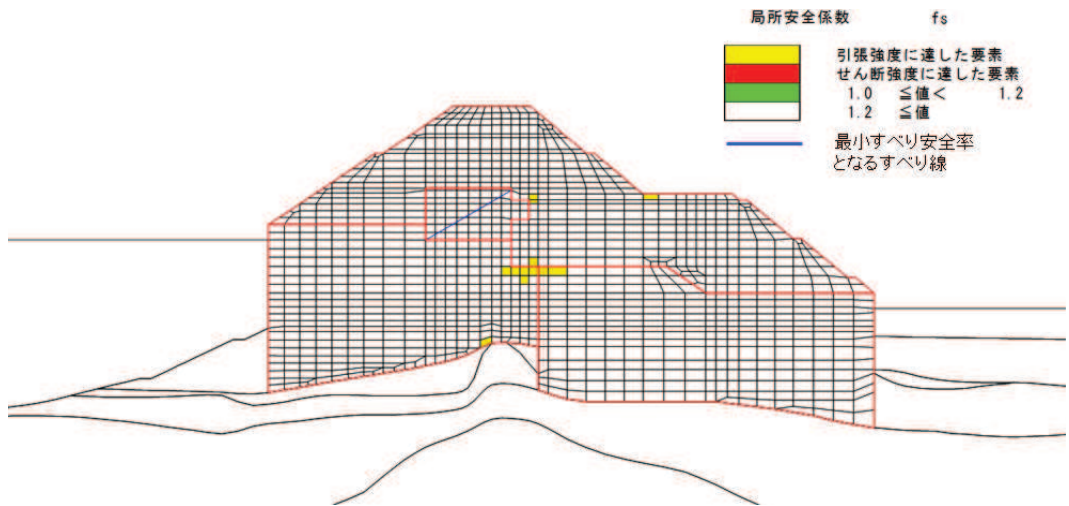 局所安全係数 fs
引張強度に達した要素
せん断強度に達した要素
1.0 ≦値< 1.2
1.2 ≦値
最小すべり安全率
となるすべり線